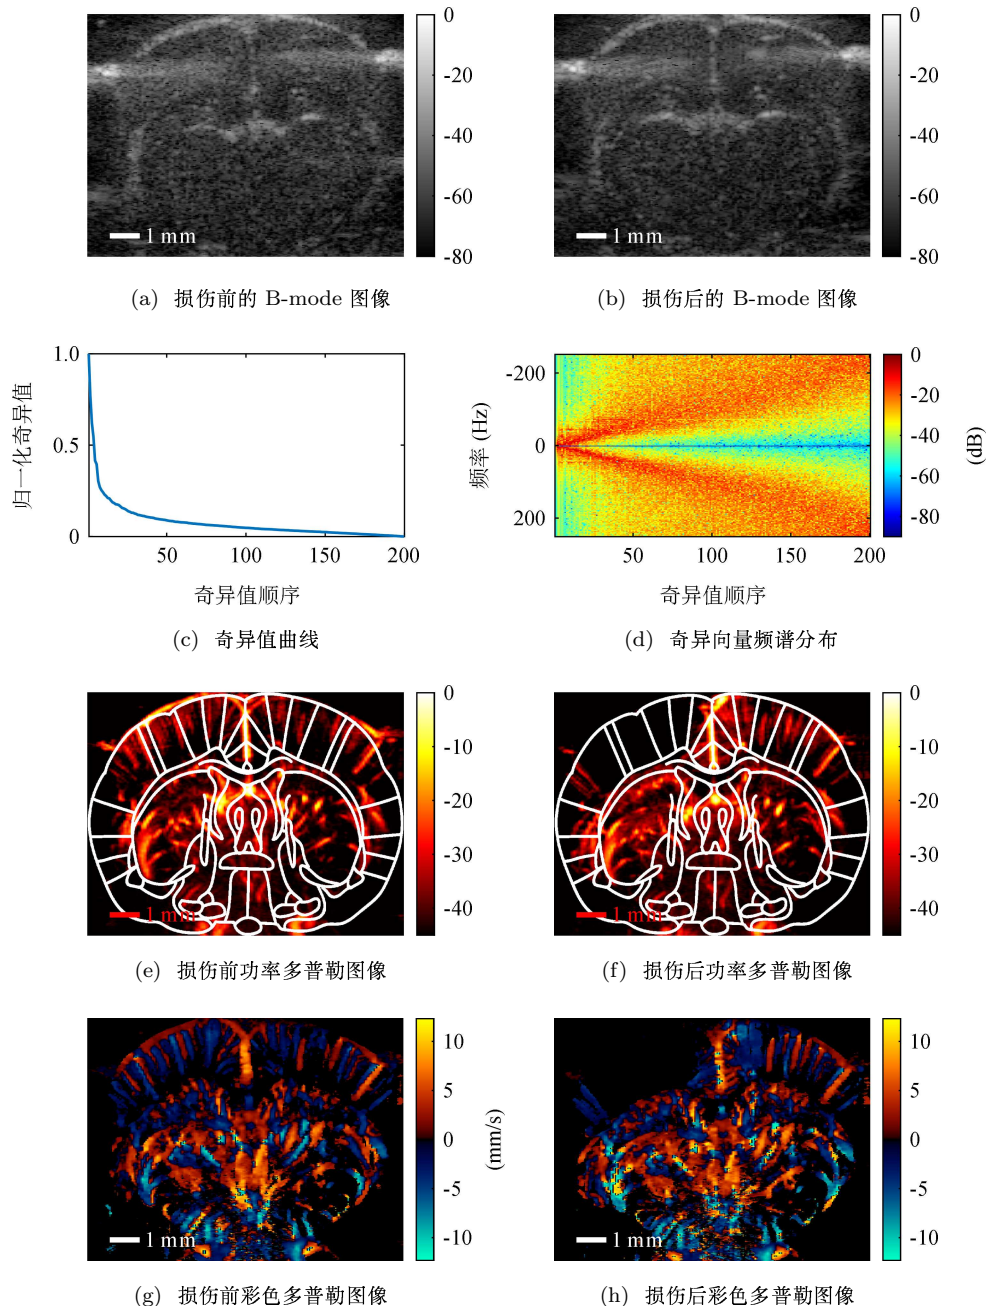 0
-20
-40
-60
-80
1 mm
(a) 损伤前的 B-mode 图像
0
-20
-40
-60
-80
1 mm
(b) 损伤后的 B-mode 图像
1.0
0.5
0
归一化奇异值
50 100 150 200
奇异值顺序
(c) 奇异值曲线
-200
0
200
频率 (Hz)
50 100 150 200
奇异值顺序
0
-20
-40
-60
-80
(dB)
(d) 奇异向量频谱分布
0
-10
-20
-30
-40
1 mm
(e) 损伤前功率多普勒图像
0
-10
-20
-30
-40
1 mm
(f) 损伤后功率多普勒图像
10
5
0
-5
-10
(mm/s)
1 mm
(g) 损伤前彩色多普勒图像
10
5
0
-5
-10
1 mm
(h) 损伤后彩色多普勒图像